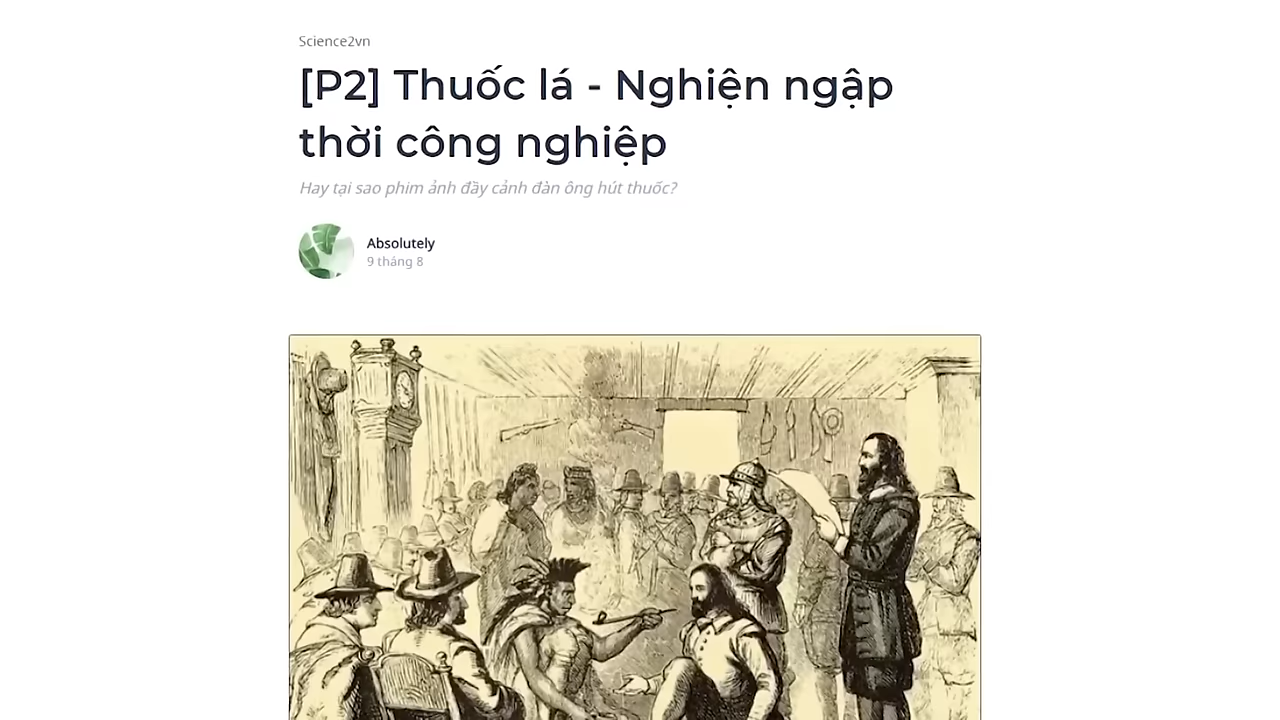 Science2vn
[P2] Thuốc lá - Nghiện ngập
thời công nghiệp
Hay tại sao phim ảnh đầy cảnh đàn ông hút thuốc?
Absolutely
9 tháng 8